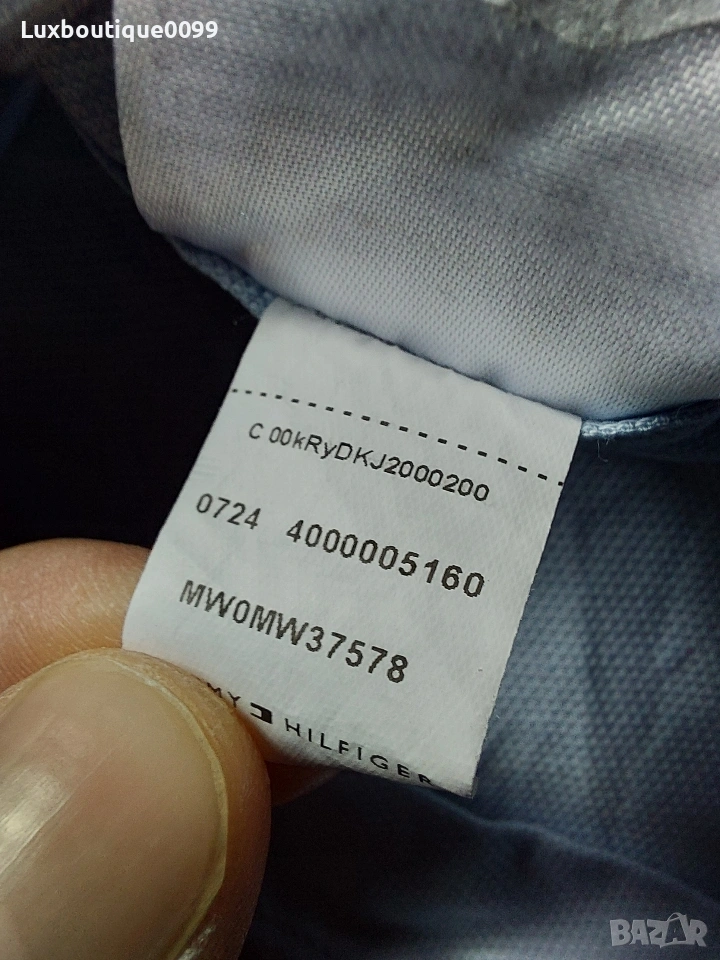 Luxboutique0099
C 00kRyDKJ2000200
0724 4000005160
MW0MW37578
HILFIGER
BAZAR